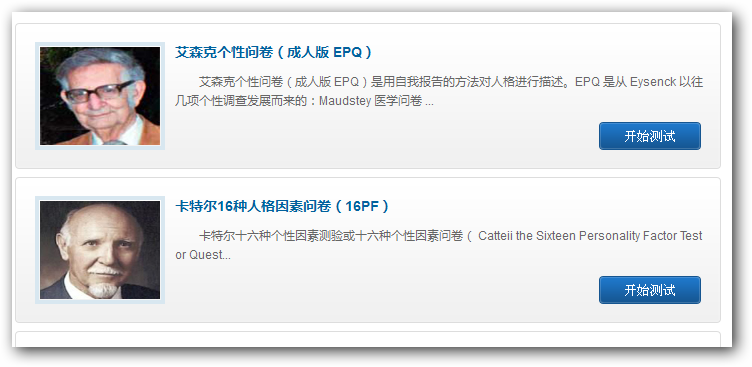 艾森克个性问卷（成人版 EPQ）
艾森克个性问卷（成人版 EPQ）是用自我报告的方法对人格进行描述。EPQ 是从 Eysenck 以往
几项个性调查发展而来的：Maudstey 医学问卷 ...
开始测试
卡特尔16种人格因素问卷（16PF）
卡特尔十六种个性因素测验或十六种个性因素问卷（ Catteii the Sixteen Personality Factor Test
or Quest...
开始测试